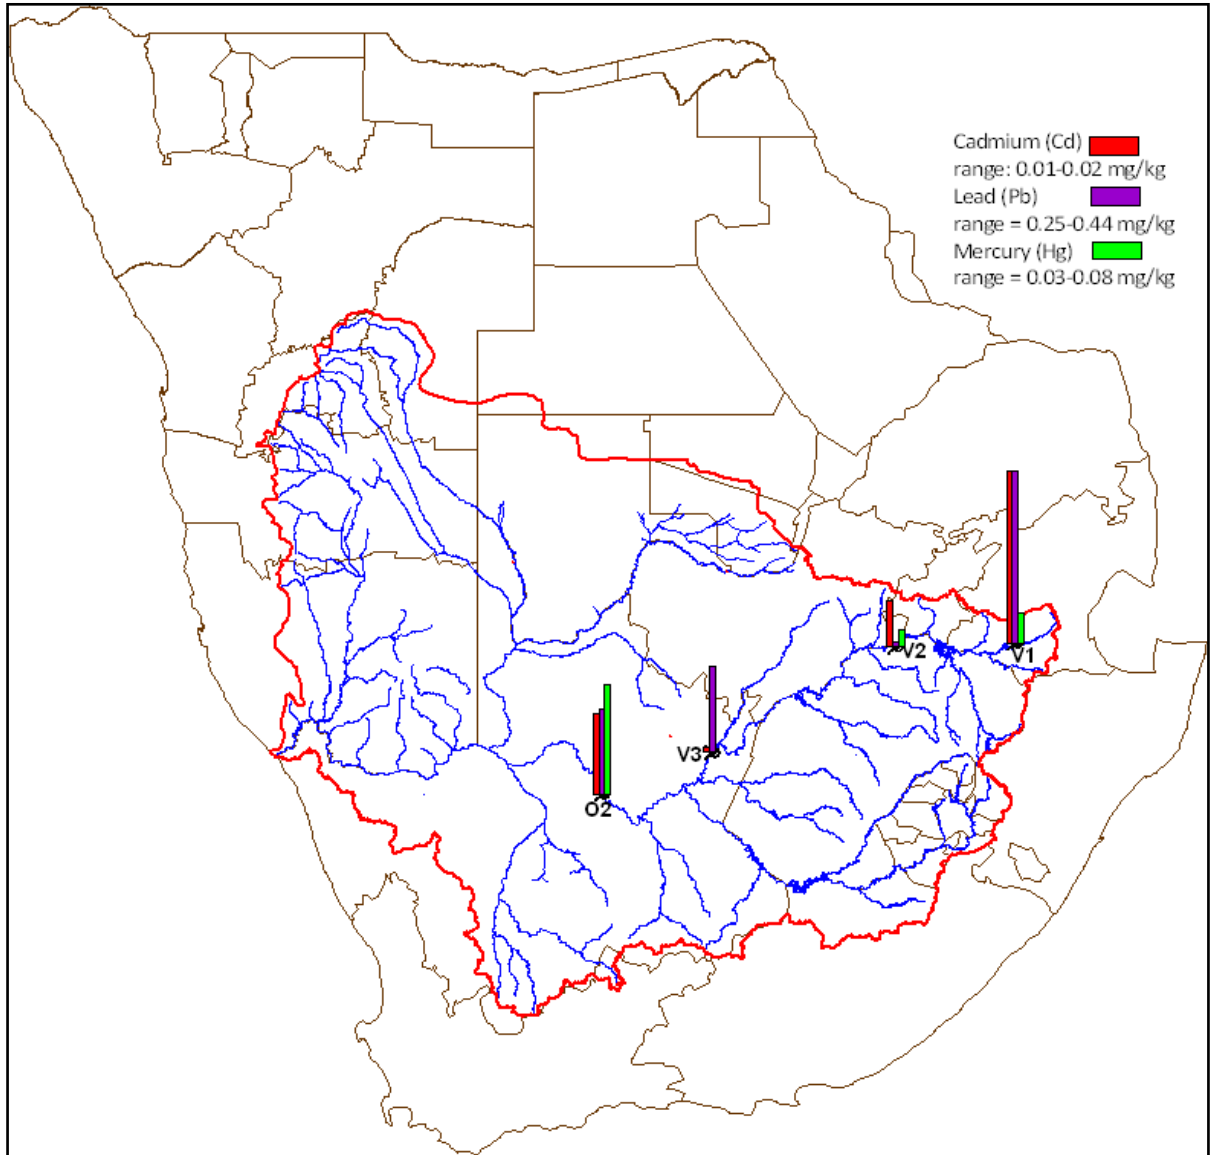 Cadmium (Cd)
range: 0.01-0.02 mg/kg
Lead (Pb)
range = 0.25-0.44 mg/kg
Mercury (Hg)
range = 0.03-0.08 mg/kg
V2
V1
V3
O2